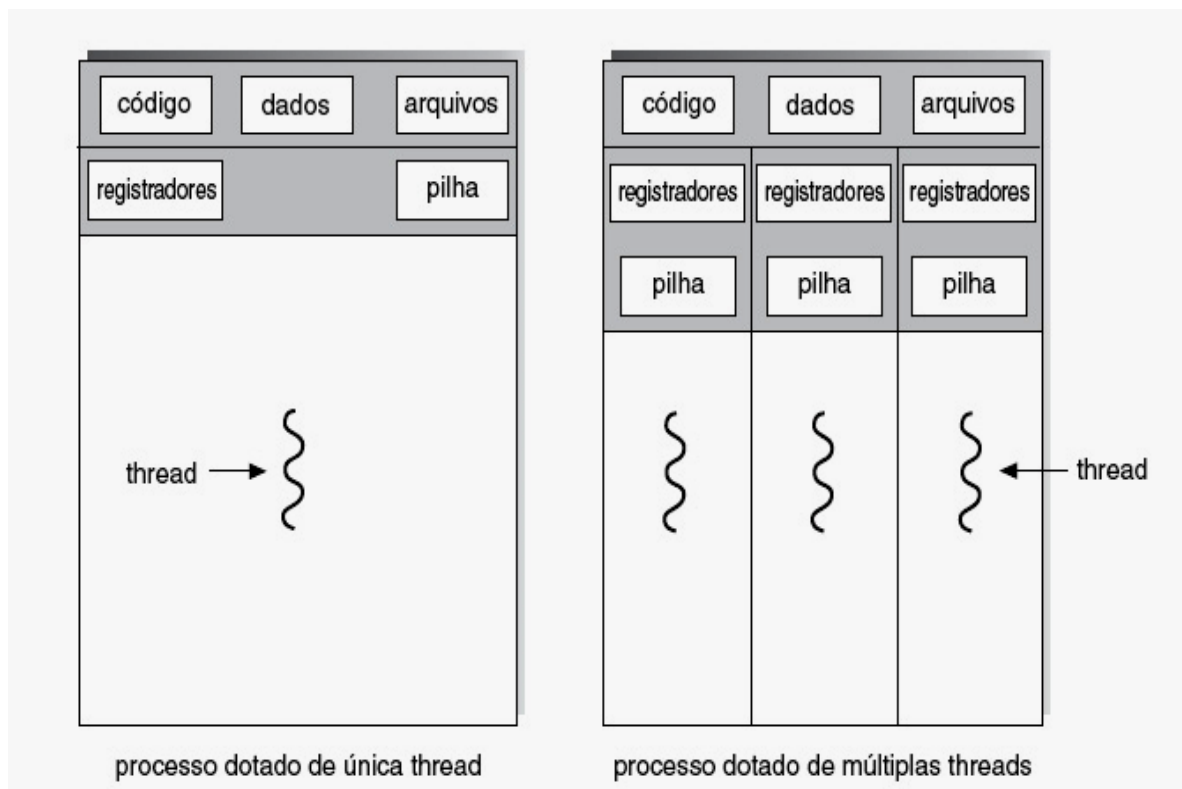 código dados arquivos
registradores pilha
thread
processo dotado de única thread
código dados arquivos
registradores registradores registradores
pilha pilha pilha
thread
processo dotado de múltiplas threads